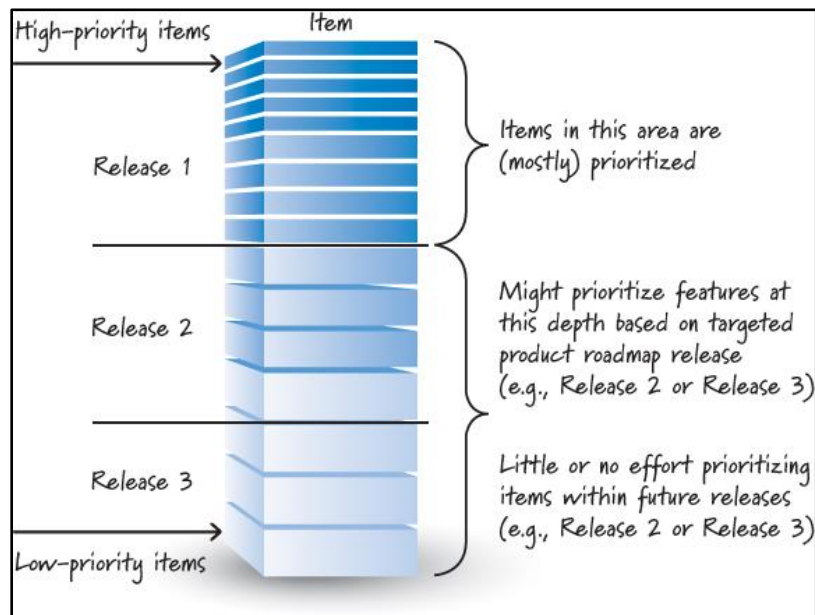 High-priority items
Item
Release 1
Items in this area are
(mostly) prioritized
Release 2
Might prioritize features at
this depth based on targeted
product roadmap release
(e.g., Release 2 or Release 3)
Release 3
Little or no effort prioritizing
items within future releases
(e.g., Release 2 or Release 3)
Low-priority items